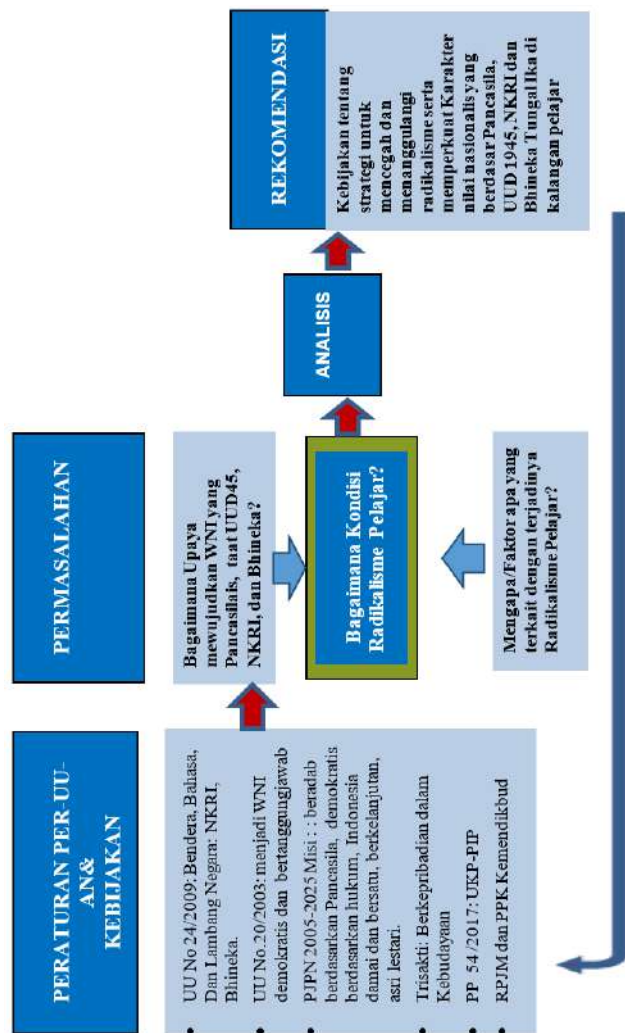 PERATURAN PER-UU-
AN&
KEBIJAKAN
• UU No 24/2009: Bendera, Bahasa,
Dan Lambang Negara: NKRI,
Bhineka.
• UU No.20/2003: menjadi WNI
demokratis dan bertanggungjawab
• PJPN 2005-2025 Misi : : beradab
berdasarkan Pancasila, demokratis
berdasarkan hukum, Indonesia
damai dan bersatu, berkelanjutan,
asri lestari.
• Trisakti: Berkepribadian dalam
Kebudayaan
• PP 54 /2017: UKP-PIP
• RPJM dan PPK Kemendikbud
PERMASALAHAN
Bagaimana Upaya
mewujudkan WNI yang
Pancasilais, taat UUD45,
NKRI, dan Bhineka?
Bagaimana Kondisi
Radikalisme Pelajar?
Mengapa/Faktor apa yang
terkait dengan terjadinya
Radikalisme Pelajar?
ANALISIS
REKOMENDASI
Kebijakan tentang
strategi untuk
mencegah dan
menanggulangi
radikalisme serta
memperkuat Karakter
nilai nasionalis yang
berdasar Pancasila,
UUD 1945, NKRI dan
Bhineka Tunggal Ika di
kalangan pelajar